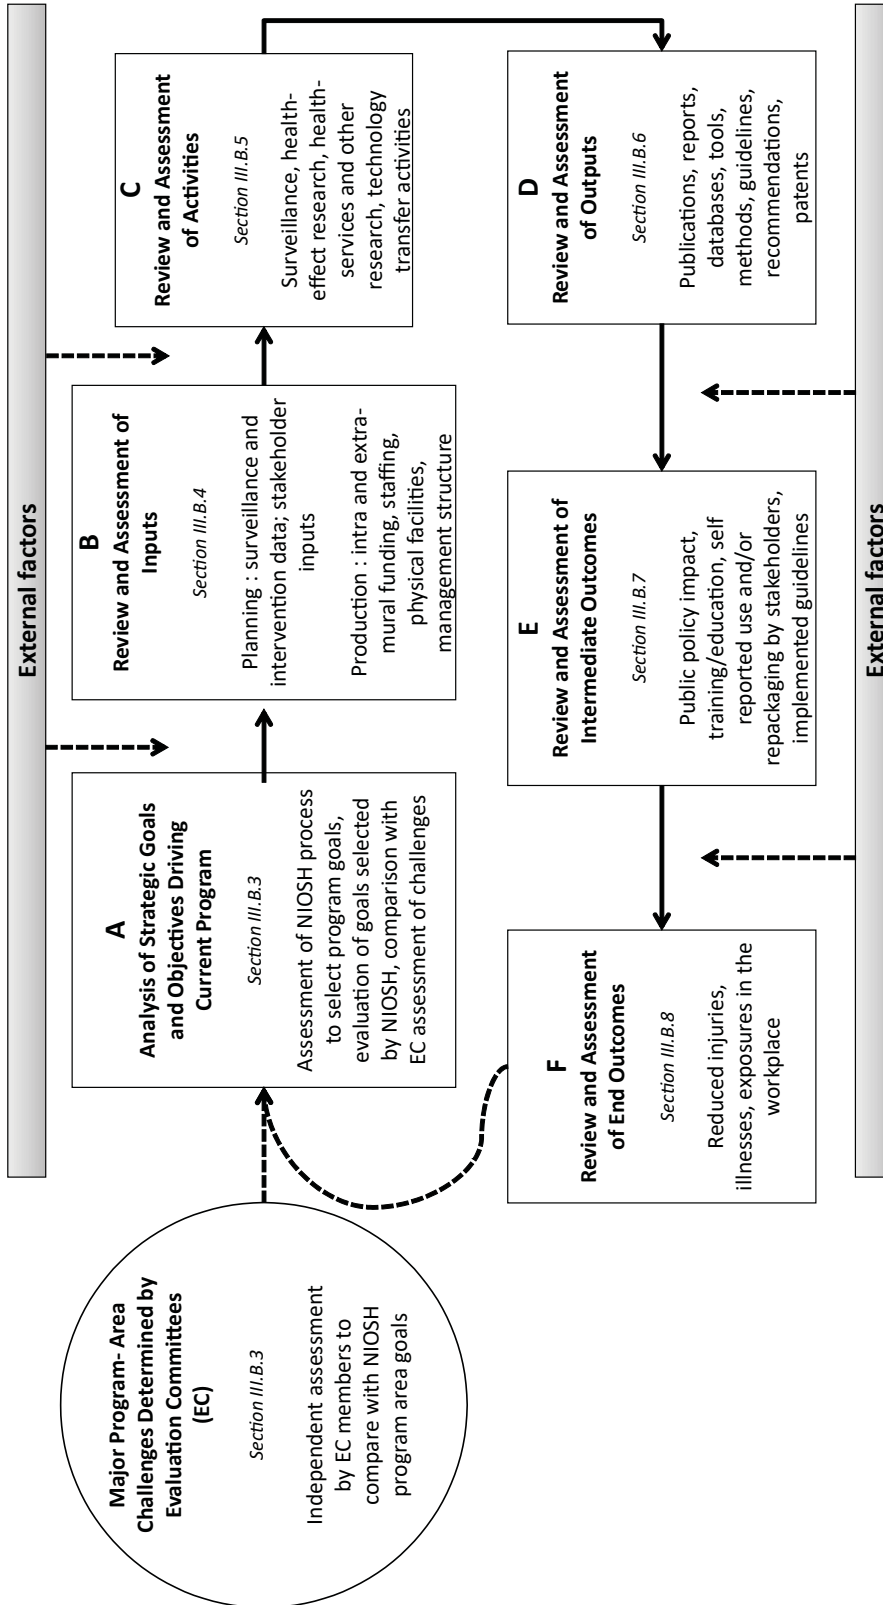 External factors
Major Program- Area
Challenges Determined by
Evaluation Committees
(EC)
Section III.B.3
Independent assessment
by EC members to
compare with NIOSH
program area goals
A
Analysis of Strategic Goals
and Objectives Driving
Current Program
Section III.B.3
Assessment of NIOSH process
to select program goals,
evaluation of goals selected
by NIOSH, comparison with
EC assessment of challenges
B
Review and Assessment of
Inputs
Section III.B.4
Planning : surveillance and
intervention data; stakeholder
inputs
Production : intra and extra-
mural funding, staffing,
physical facilities,
management structure
C
Review and Assessment
of Activities
Section III.B.5
Surveillance, health-
effect research, health-
services and other
research, technology
transfer activities
D
Review and Assessment
of Outputs
Section III.B.6
Publications, reports,
databases, tools,
methods, guidelines,
recommendations,
patents
E
Review and Assessment of
Intermediate Outcomes
Section III.B.7
Public policy impact,
training/education, self
reported use and/or
repackaging by stakeholders,
implemented guidelines
F
Review and Assessment
of End Outcomes
Section III.B.8
Reduced injuries,
illnesses, exposures in the
workplace
External factors